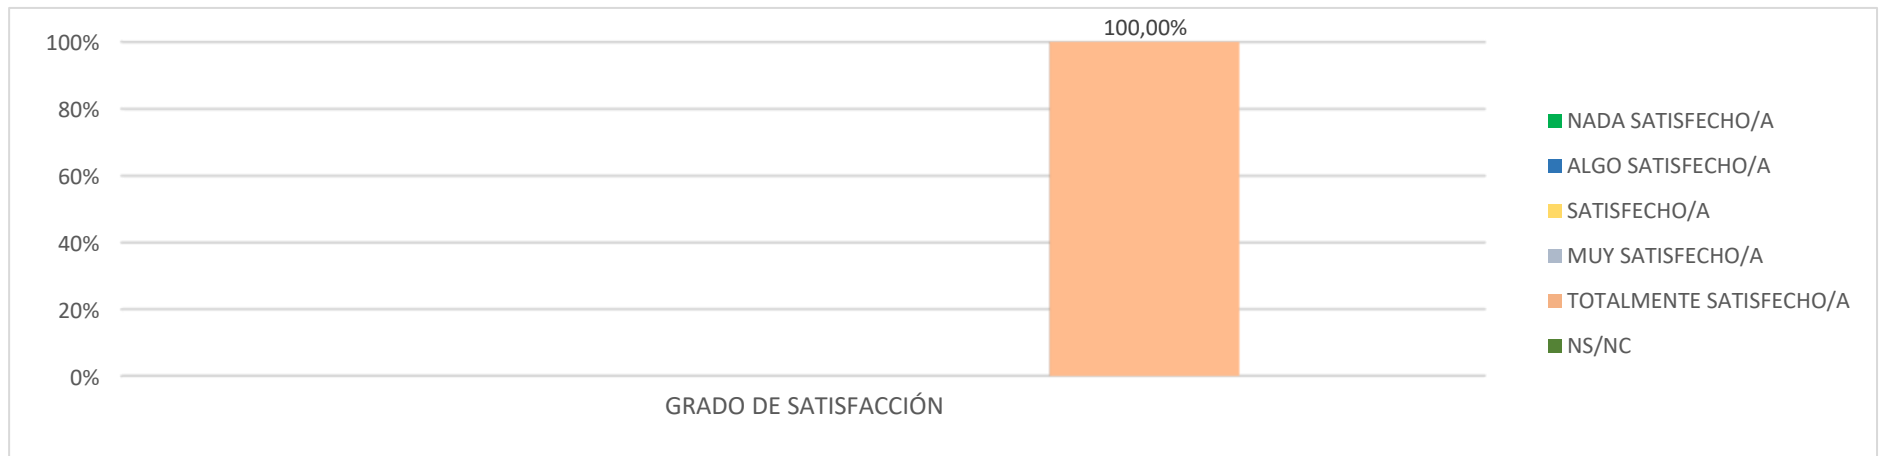 100,00%
100%
80%
60%
40%
20%
0%
GRADO DE SATISFACCIÓN
NADA SATISFECHO/A
ALGO SATISFECHO/A
SATISFECHO/A
MUY SATISFECHO/A
TOTALMENTE SATISFECHO/A
NS/NC